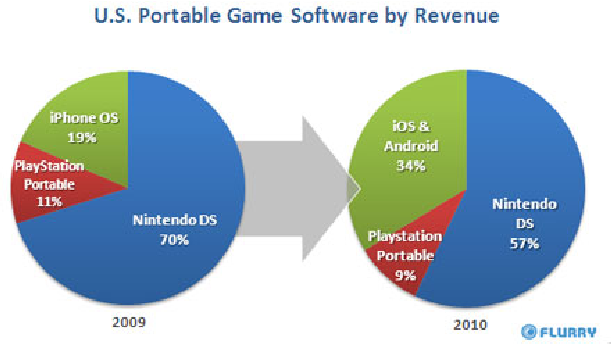 U.S. Portable Game Software by Revenue
iPhone OS
19%
PlayStation
Portable
11%
Nintendo DS
70%
2009
iOS &
Android
34%
Playstation
Portable
9%
Nintendo
DS
57%
2010
FLURRY